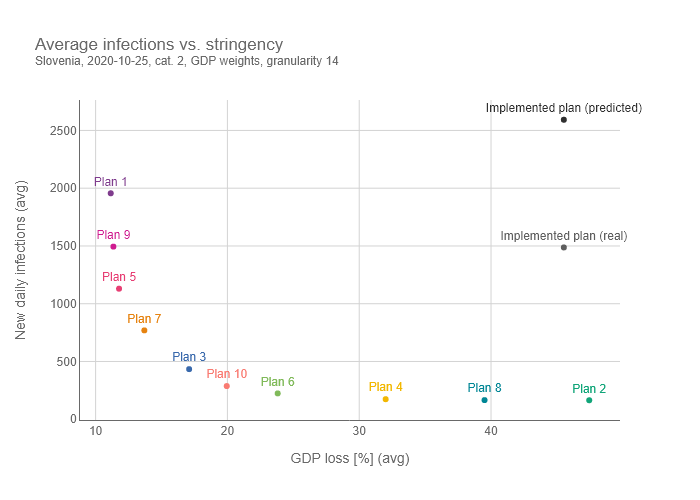 Average infections vs. stringency
Slovenia, 2020-10-25, cat. 2, GDP weights, granularity 14
Implemented plan (predicted)
2500
Plan 1
2000
Plan 9
Implemented plan (real)
1500
Plan 5
1000
Plan 7
Plan 3
500
Plan 10
Plan 6
Plan 4
Plan 8
Plan 2
0
10
20
30
40
New daily infections (avg)
GDP loss [%] (avg)